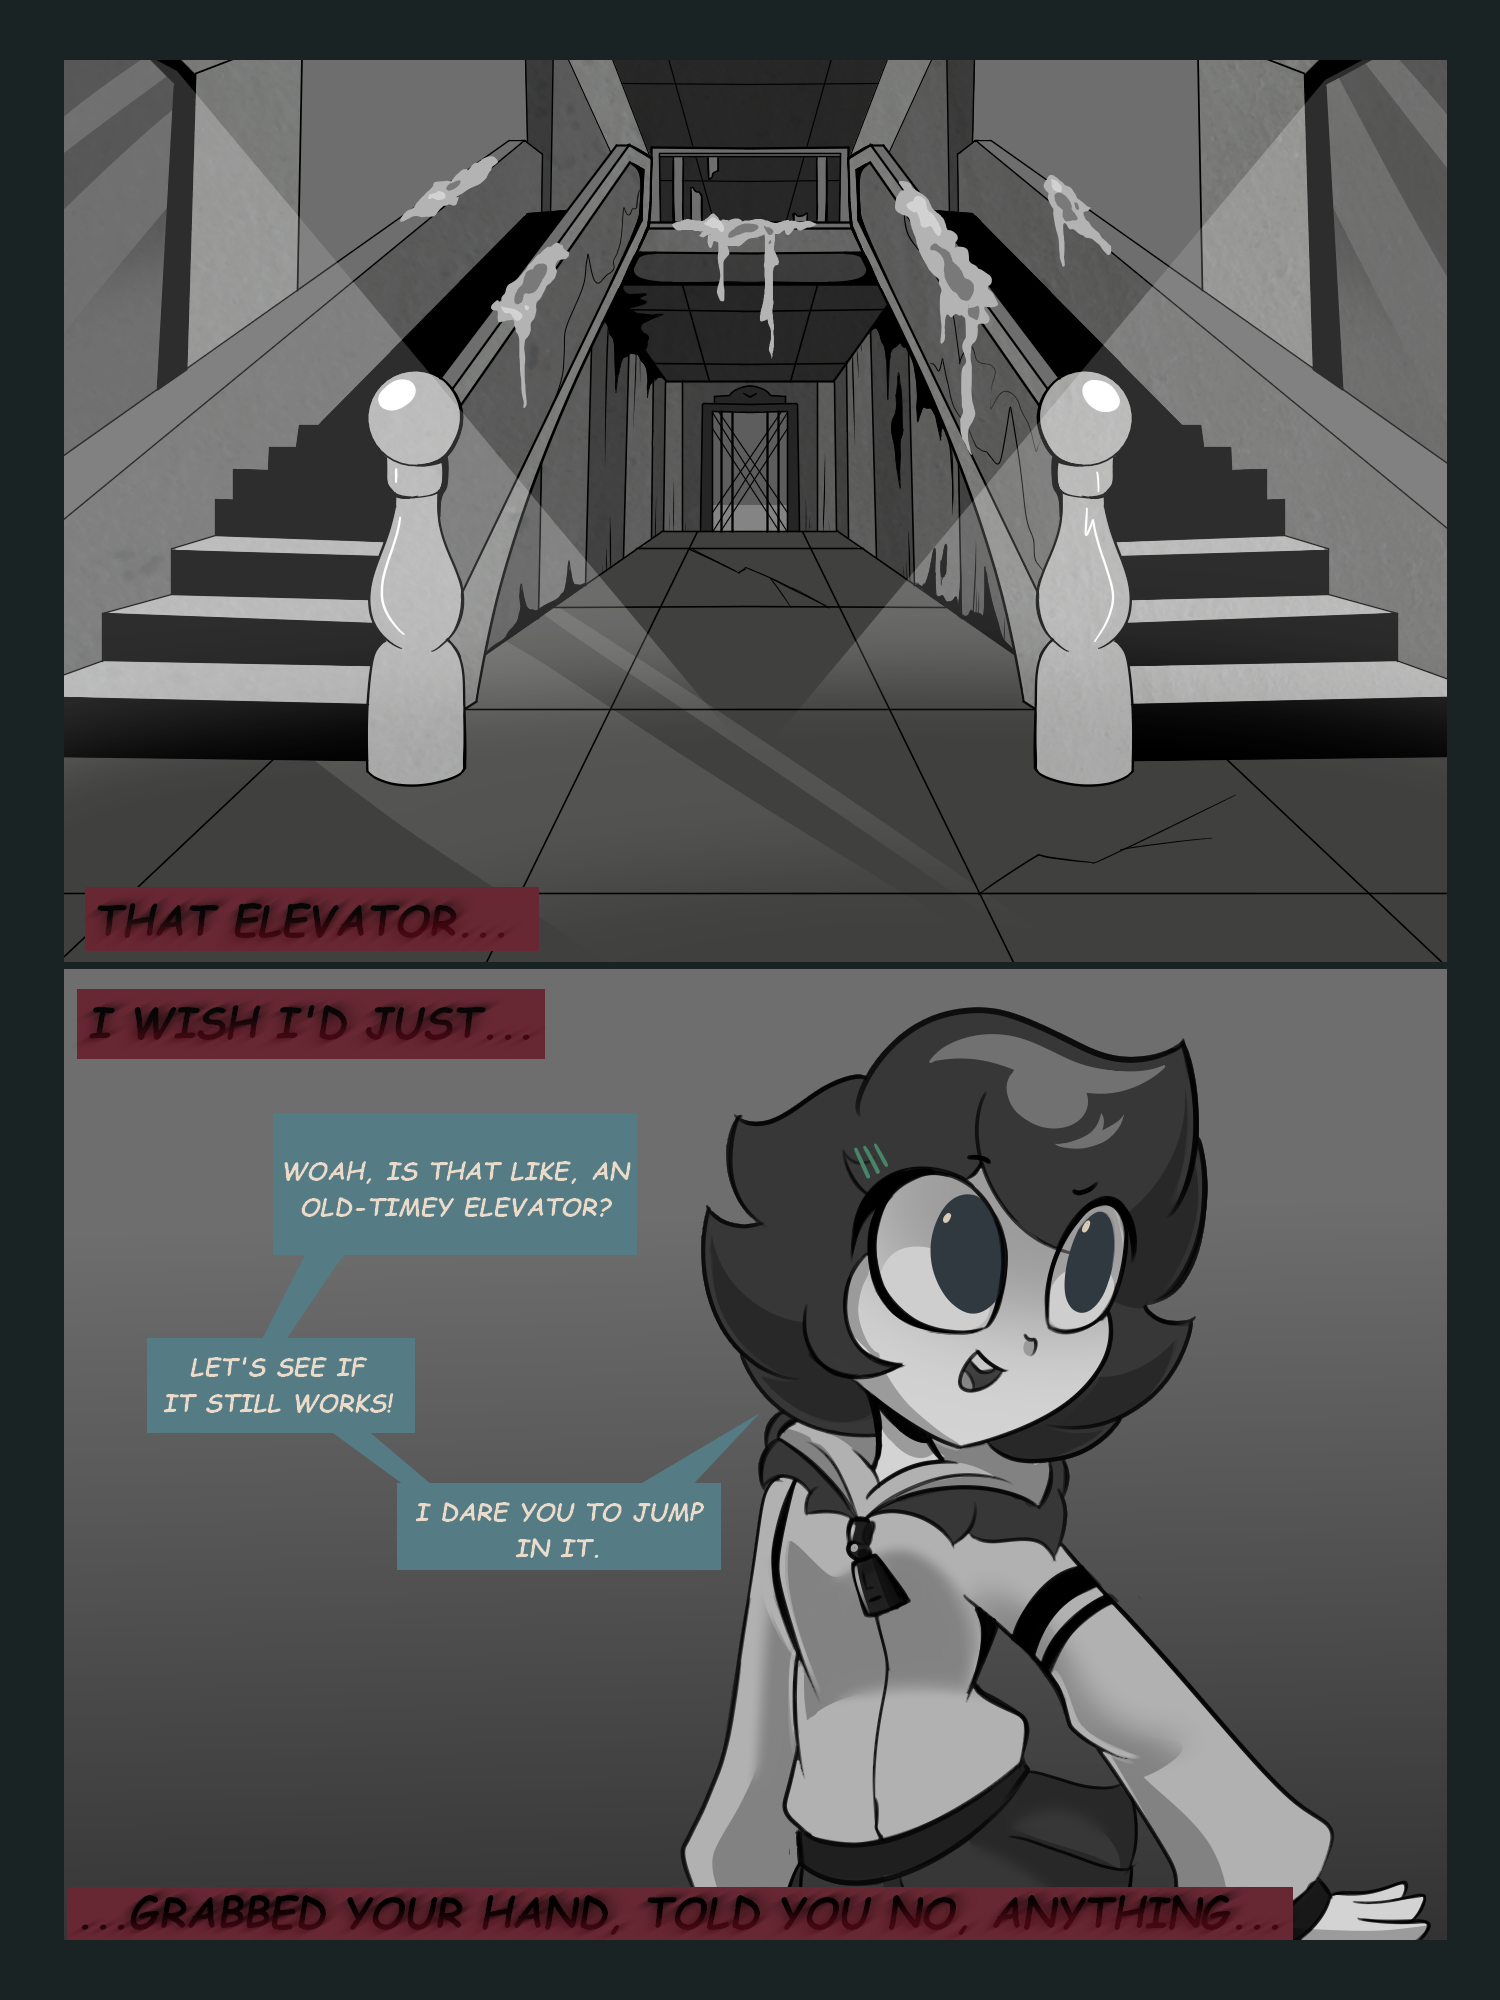 THAT ELEVATOR...
I WISH I'D JUST...
WOAH, IS THAT LIKE, AN
OLD-TIMEY ELEVATOR?
LET'S SEE IF
IT STILL WORKS!
I DARE YOU TO JUMP
IN IT.
...GRABBED YOUR HAND, TOLD YOU NO, ANYTHING...